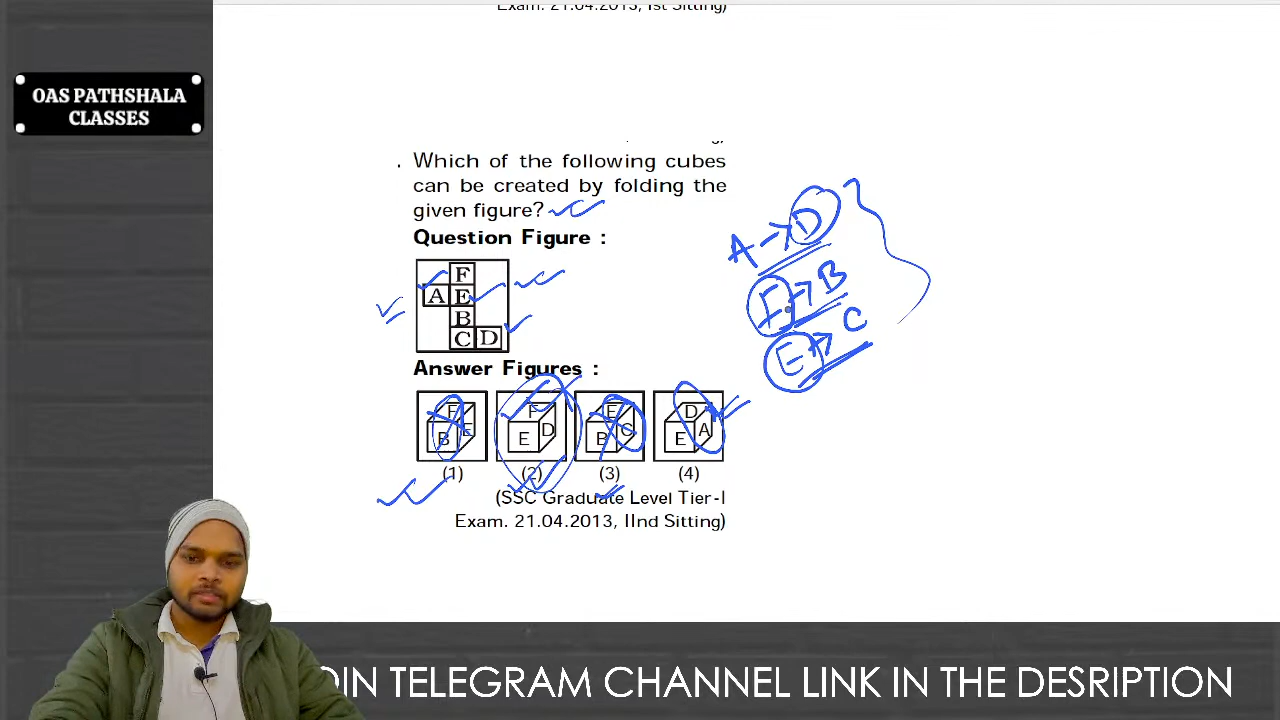 Exam. 21.04.2013, Ist Sitting)
OAS PATHSHALA
CLASSES
. Which of the following cubes
can be created by folding the
given figure?
Question Figure :
F
A E
B
C D
Answer Figures :
F
B E
F
E D
E
B C
D
E A
(1) (2) (3) (4)
(SSC Graduate Level Tier-I
Exam. 21.04.2013, IInd Sitting)
A → D
F → B
E → C
OIN TELEGRAM CHANNEL LINK IN THE DESRIPTION